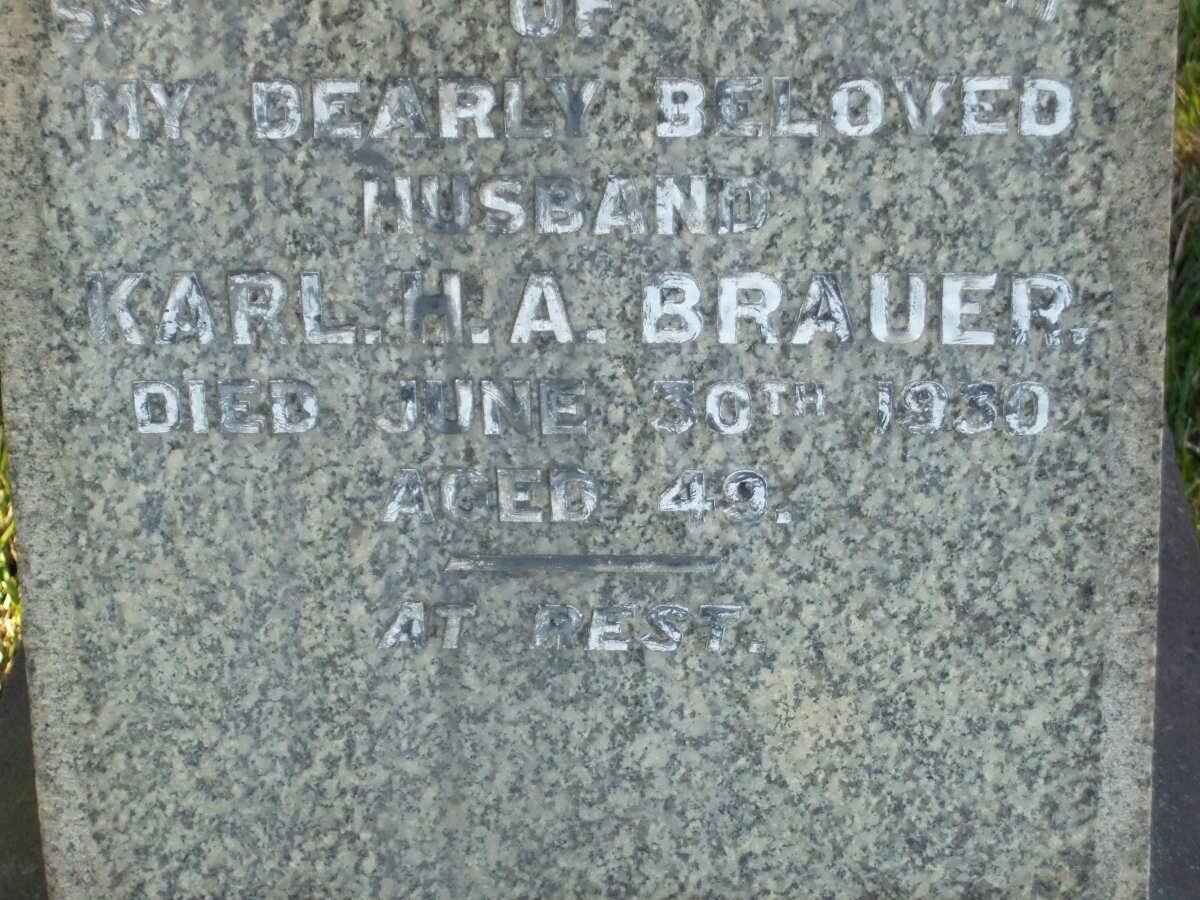 OF
MY DEARLY BELOVED
HUSBAND
KARL. H. A. BRAUER.
DIED JUNE 30TH 1930
AGED 49.
AT REST.